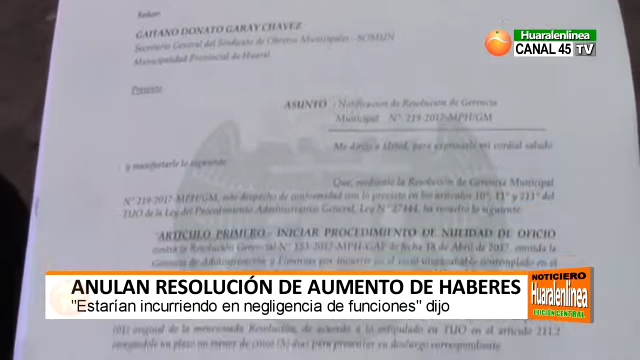 Señor:
GAITANO DONATO GARAY CHAVEZ
Secretario General del Sindicato de Obreros Municipales - SOMUN
Municipalidad Provincial de Huaral
Presente
Huaralenlinea
CANAL 45 TV
ASUNTO : Notificación de Resolución de Gerencia
Municipal N° 219-2017-MPH/GM
Me dirijo a Usted, para expresarle mi cordial saludo
y manifestarle lo siguiente
Que, mediante la Resolución de Gerencia Municipal
N° 219-2017-MPH/GM, este despacho de conformidad con lo previsto en los artículos 10°, 11° y 211° del
TUO de la Ley del Procedimiento Administrativo General, Ley N° 27444, ha resuelto lo siguiente:
"ARTÍCULO PRIMERO.- INICIAR PROCEDIMIENTO DE NULIDAD DE OFICIO
contra la Resolución Gerencial N° 153-2017-MPH-GAF de fecha 18 de Abril de 2017, emitida la
Gerencia de Administración y Finanzas por incurrir en el
ANULAN RESOLUCIÓN DE AUMENTO DE HABERES
"Estarían incurriendo en negligencia de funciones" dijo
NOTICIERO
Huaralenlinea
EDICIÓN CENTRAL
original de la mencionada Resolución, de acuerdo a lo estipulado en TUO en el artículo 211.2
otorgándole un plazo no menor de cinco (5) días para presentar su descargo correspondiente